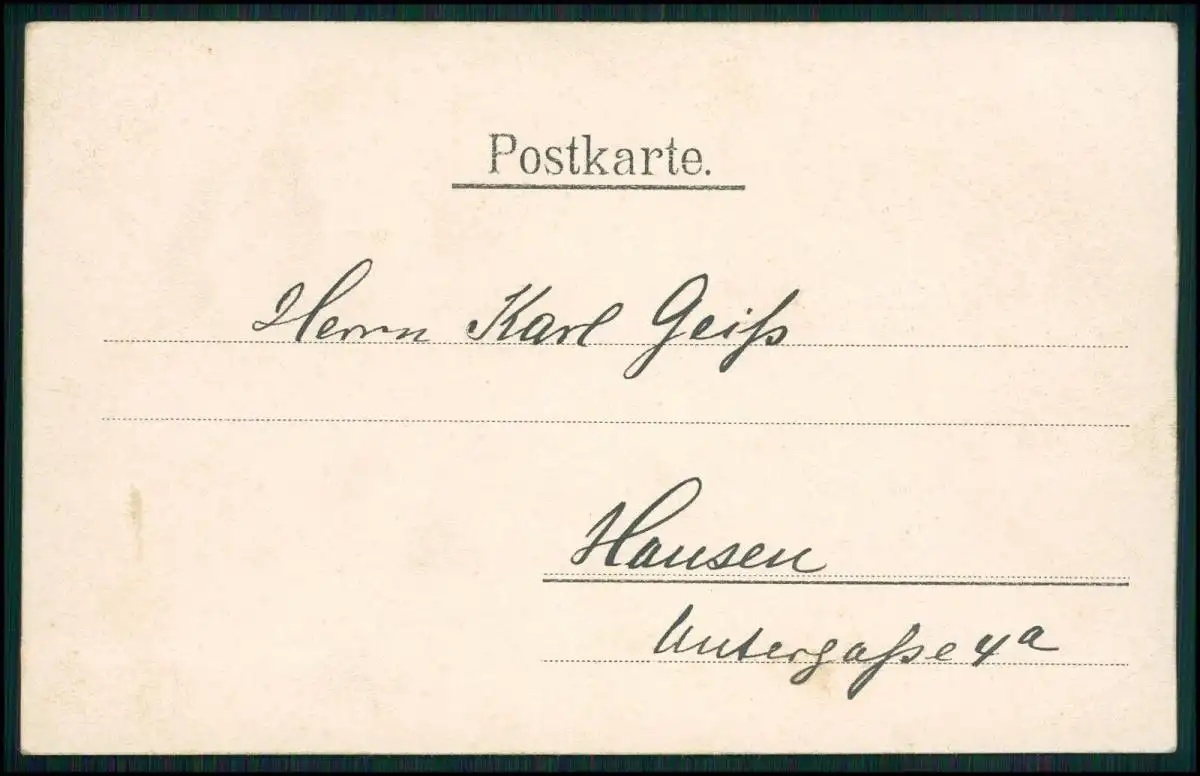 Postkarte.
Herrn Karl Geiß
Hausen
Untergaße 4a